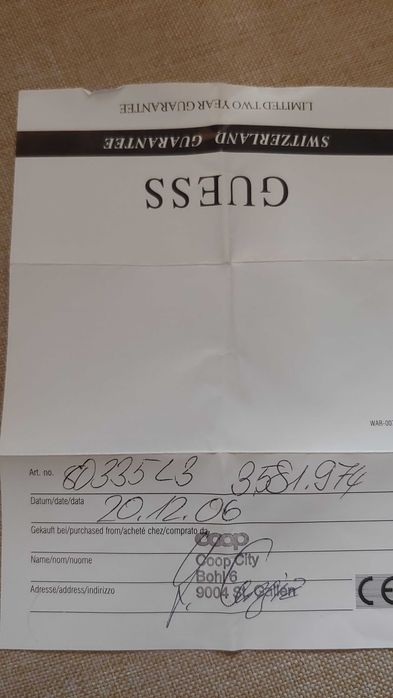 LIMITED TWO YEAR GUARANTEE
SWITZERLAND GUARANTEE
GUESS
WAR-00
Art. no. 3581.974
Datum/date/data 20.12.06
Gekauft bei/purchased from/acheté chez/comprato da
coop
Name/nom/nuome Coop City
Bohl 6
Adresse/address/indirizzo 9004 St. Gallen
CE